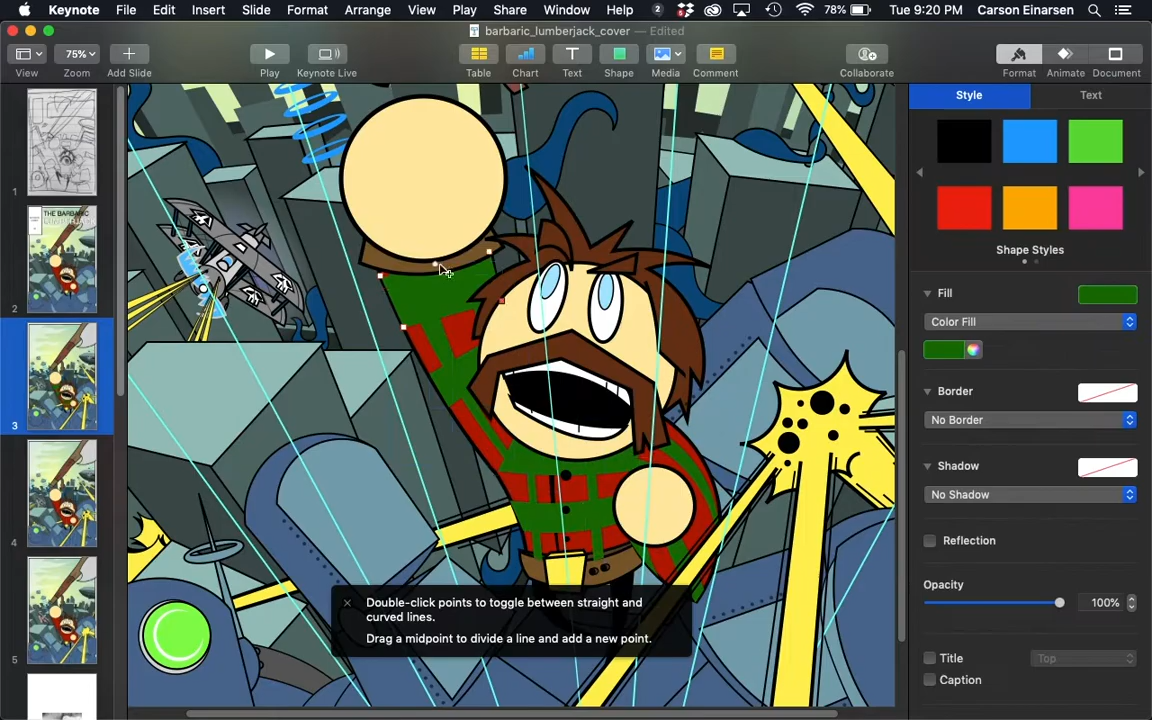 Keynote File Edit Insert Slide Format Arrange View Play Share Window Help 2 78% Tue 9:20 PM Carson Einarsen
barbaric_lumberjack_cover — Edited
75%
View Zoom Add Slide Play Keynote Live Table Chart Text Shape Media Comment Collaborate Format Animate Document
Style Text
1
THE BARBARIC
2
3
4
5
Shape Styles
Fill
Color Fill
Border
No Border
Shadow
No Shadow
Reflection
Opacity
100%
Title Top
Caption
Double-click points to toggle between straight and
curved lines.
Drag a midpoint to divide a line and add a new point.